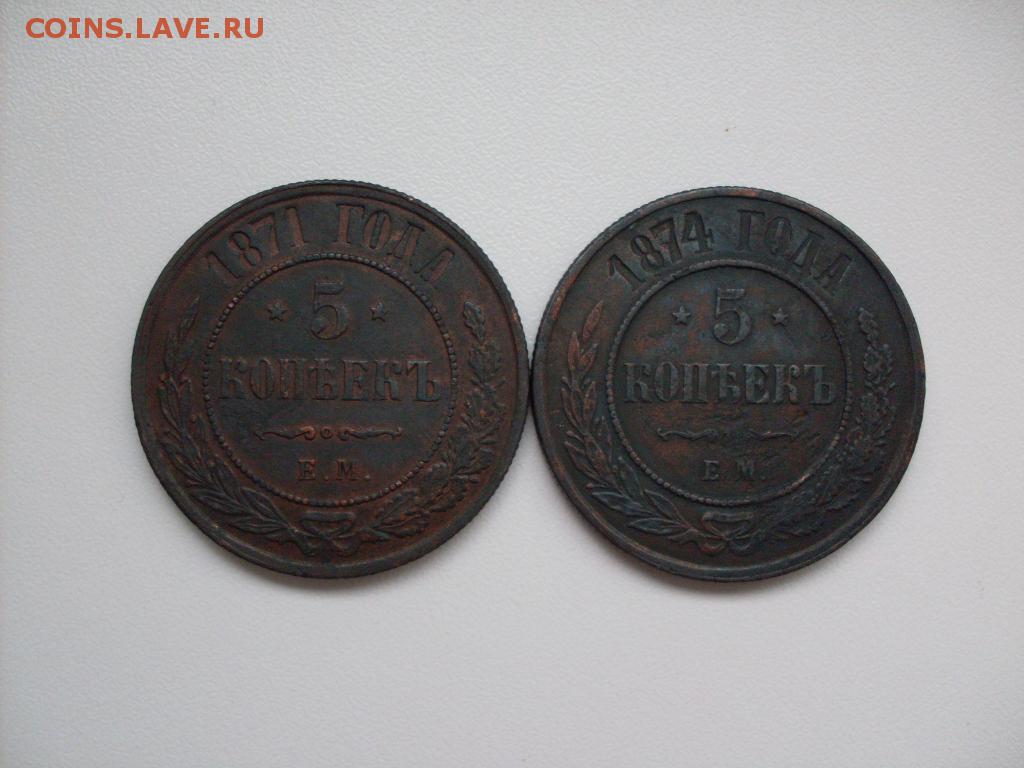 COINS.LAVE.RU
1871 ГОДА
5
КОПѢЕКЪ
Е.М.
1874 ГОДА
5
КОПѢЕКЪ
Е.М.